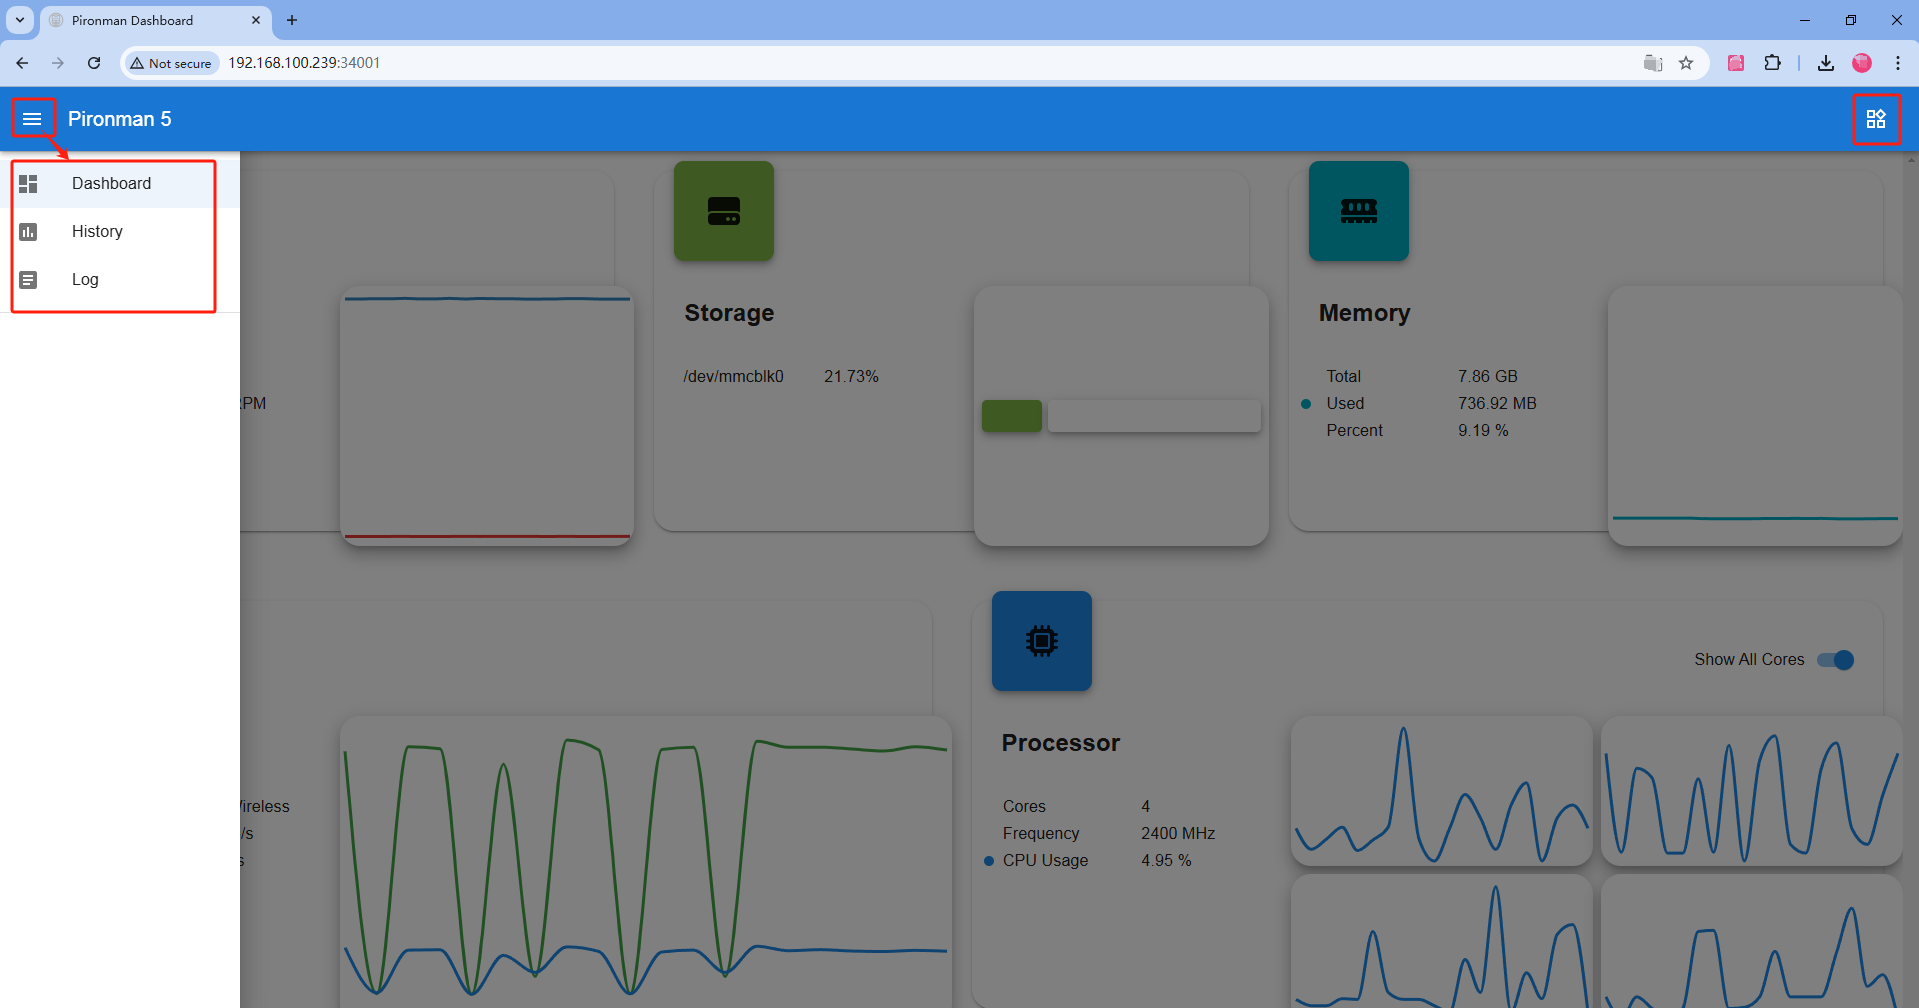 Pironman Dashboard
Not secure
192.168.100.239:34001
Pironman 5
Dashboard
History
Log
Storage
/dev/mmcblk0 21.73%
Memory
Total 7.86 GB
Used 736.92 MB
Percent 9.19 %
PM
ireless
/s
s
Show All Cores
Processor
Cores 4
Frequency 2400 MHz
CPU Usage 4.95 %